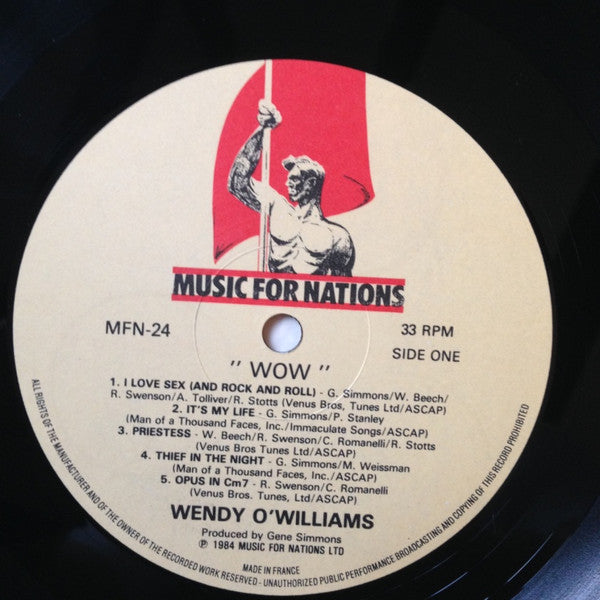 MUSIC FOR NATIONS
MFN-24
33 RPM
SIDE ONE
" WOW "
1. I LOVE SEX (AND ROCK AND ROLL) - G. Simmons/W. Beech/
R. Swenson/A. Tolliver/R. Stotts (Venus Bros, Tunes Ltd/ASCAP)
2. IT'S MY LIFE - G. Simmons/P. Stanley
(Man of a Thousand Faces, Inc./Immaculate Songs/ASCAP)
3. PRIESTESS - W. Beech/R. Swenson/C. Romanelli/R. Stotts
(Venus Bros Tunes Ltd/ASCAP)
4. THIEF IN THE NIGHT - G. Simmons/M. Weissman
(Man of a Thousand Faces, Inc/ASCAP)
5. OPUS IN Cm7 - R. Swenson/C. Romanelli
(Venus Bros. Tunes, Ltd/ASCAP)
WENDY O'WILLIAMS
Produced by Gene Simmons
℗ 1984 MUSIC FOR NATIONS LTD
MADE IN FRANCE
ALL RIGHTS OF THE MANUFACTURER AND OF THE OWNER OF THE RECORDED WORK RESERVED - UNAUTHORIZED PUBLIC PERFORMANCE BROADCASTING AND COPYING OF THIS RECORD PROHIBITED